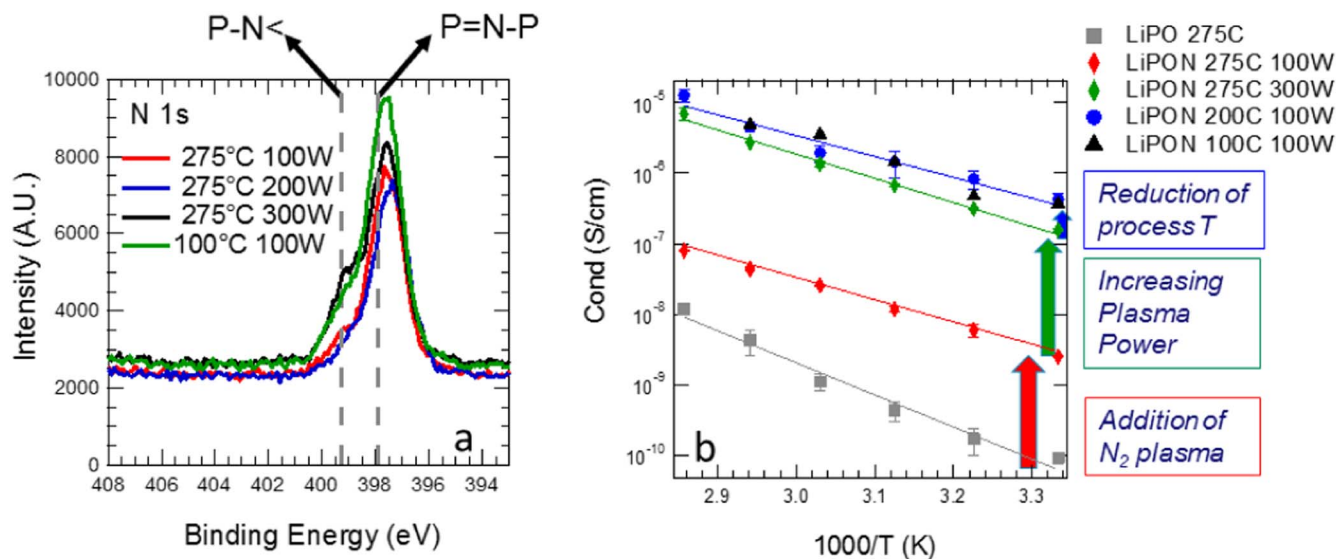 P-N<
P=N-P
N 1s
275°C 100W
275°C 200W
275°C 300W
100°C 100W
Intensity (A.U.)
10000
8000
6000
4000
2000
0
408 406 404 402 400 398 396 394
Binding Energy (eV)
a
LiPO 275C
LiPON 275C 100W
LiPON 275C 300W
LiPON 200C 100W
LiPON 100C 100W
Cond (S/cm)
10⁻⁵
10⁻⁶
10⁻⁷
10⁻⁸
10⁻⁹
10⁻¹⁰
2.9 3.0 3.1 3.2 3.3
1000/T (K)
b
Reduction of
process T
Increasing
Plasma
Power
Addition of
N₂ plasma